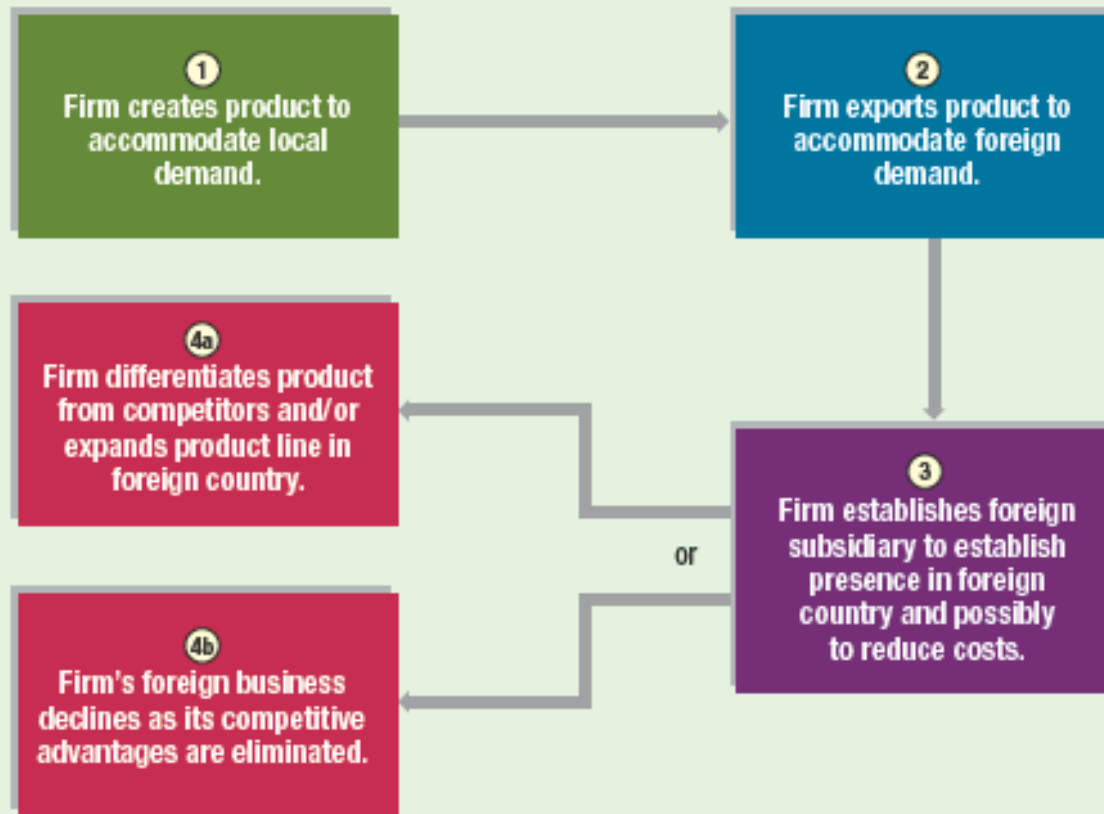 1
Firm creates product to
accommodate local
demand.
2
Firm exports product to
accommodate foreign
demand.
3
Firm establishes foreign
subsidiary to establish
presence in foreign
country and possibly
to reduce costs.
or
4a
Firm differentiates product
from competitors and/or
expands product line in
foreign country.
4b
Firm's foreign business
declines as its competitive
advantages are eliminated.